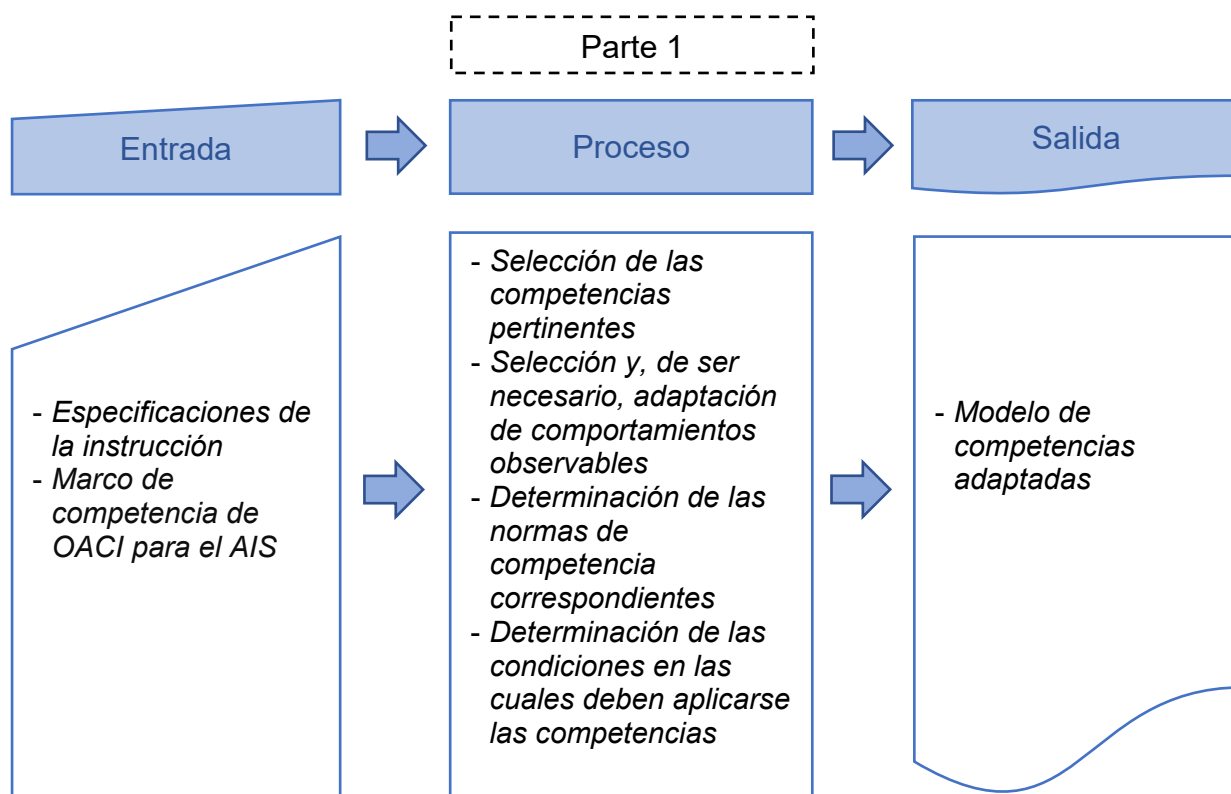 Parte 1
Entrada
Proceso
Salida
- Especificaciones de
la instrucción
- Marco de
competencia de
OACI para el AIS
- Selección de las
competencias
pertinentes
- Selección y, de ser
necesario, adaptación
de comportamientos
observables
- Determinación de las
normas de
competencia
correspondientes
- Determinación de las
condiciones en las
cuales deben aplicarse
las competencias
- Modelo de
competencias
adaptadas